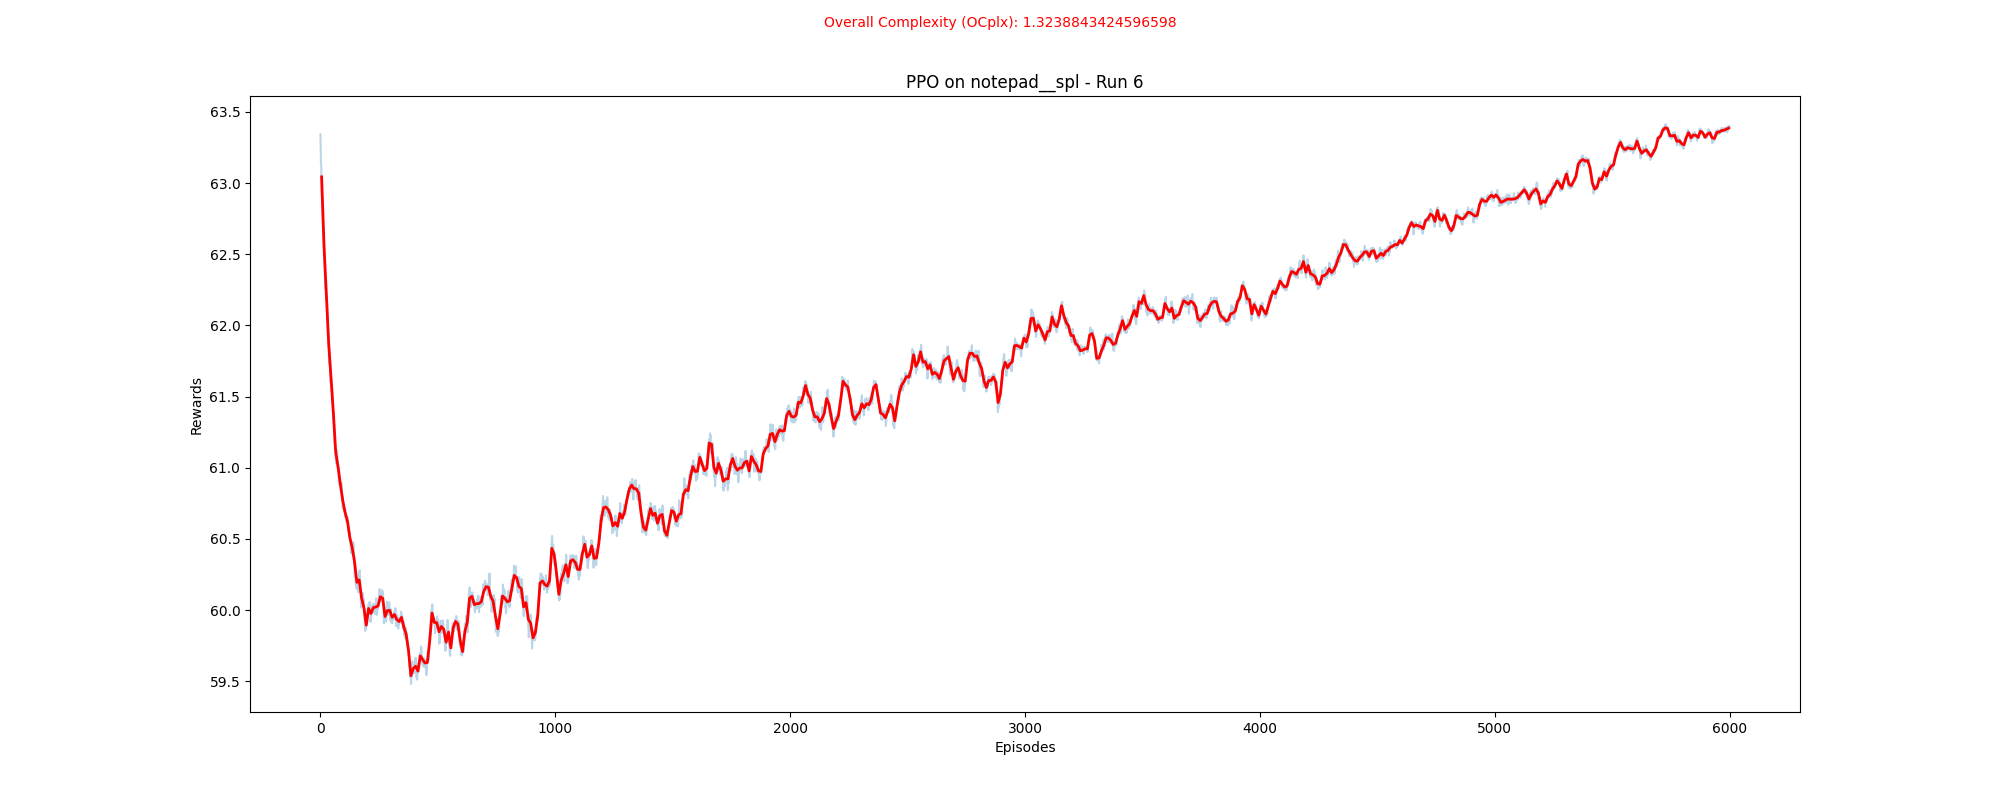 Overall Complexity (OCplx): 1.3238843424596598
PPO on notepad__spl - Run 6
63.5
63.0
62.5
62.0
61.5
61.0
60.5
60.0
59.5
Rewards
0 1000 2000 3000 4000 5000 6000
Episodes